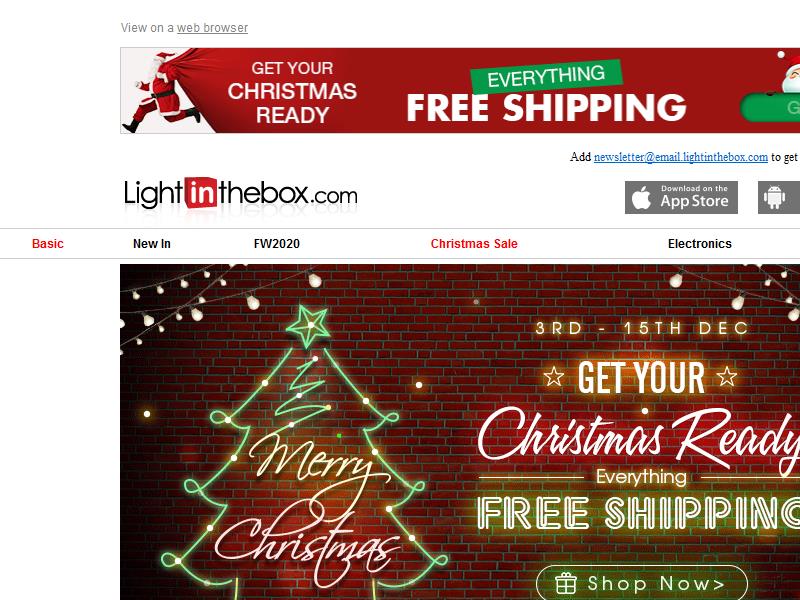 View on a web browser
GET YOUR
CHRISTMAS
READY
EVERYTHING
FREE SHIPPING
Add newsletter@email.lightinthebox.com to get
Lightinthebox.com
Download on the
App Store
Basic New In FW2020 Christmas Sale Electronics
3RD - 15TH DEC
GET YOUR
Christmas Ready
Everything
FREE SHIPPING
Merry
Christmas
Shop Now>